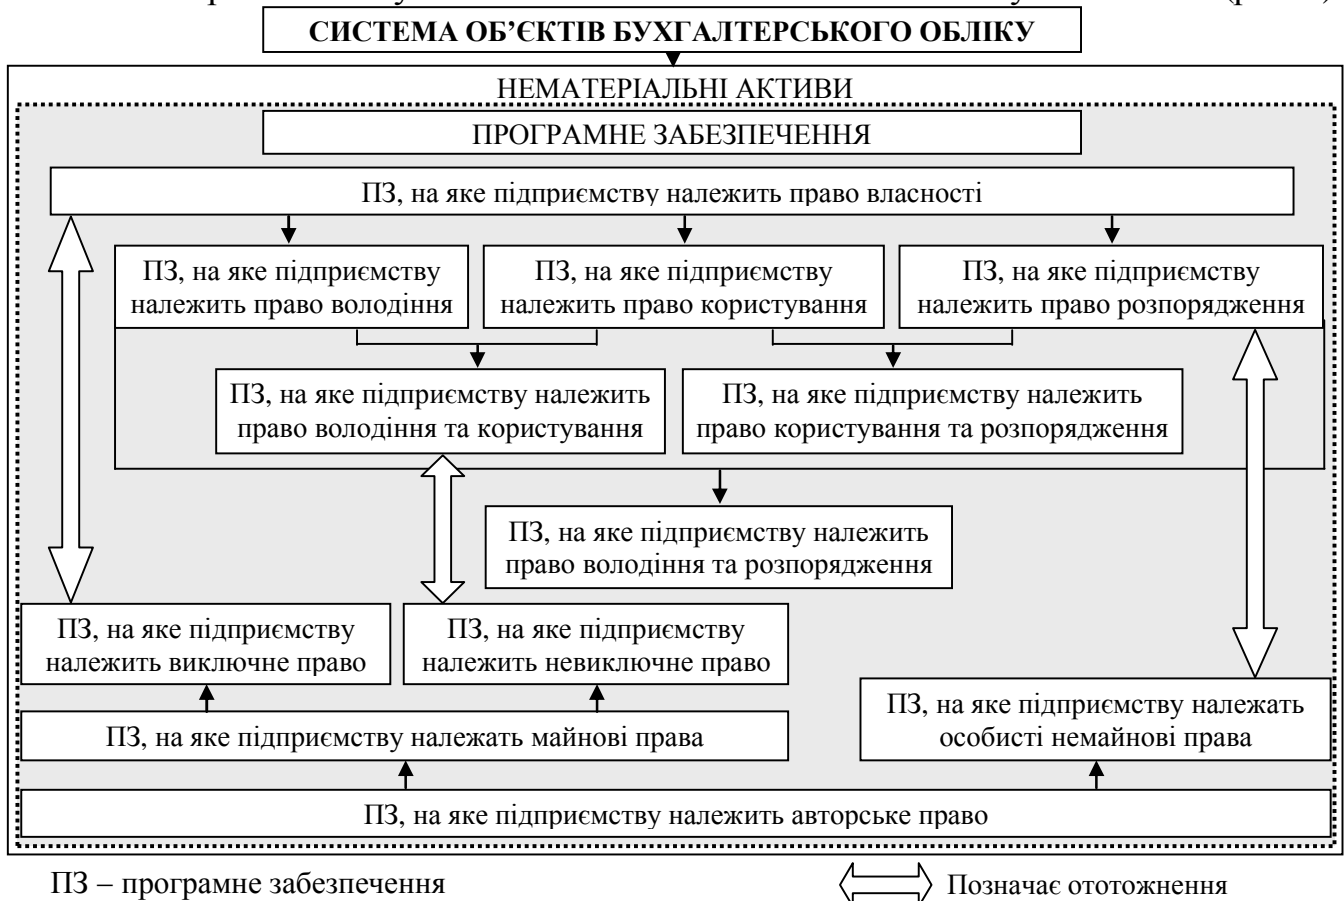 СИСТЕМА ОБ’ЄКТІВ БУХГАЛТЕРСЬКОГО ОБЛІКУ
НЕМАТЕРІАЛЬНІ АКТИВИ
ПРОГРАМНЕ ЗАБЕЗПЕЧЕННЯ
ПЗ, на яке підприємству належить право власності
ПЗ, на яке підприємству
належить право володіння
ПЗ, на яке підприємству
належить право користування
ПЗ, на яке підприємству
належить право розпорядження
ПЗ, на яке підприємству належить
право володіння та користування
ПЗ, на яке підприємству належить
право користування та розпорядження
ПЗ, на яке підприємству належить
право володіння та розпорядження
ПЗ, на яке підприємству
належить виключне право
ПЗ, на яке підприємству
належить невиключне право
ПЗ, на яке підприємству належать
особисті немайнові права
ПЗ, на яке підприємству належать майнові права
ПЗ, на яке підприємству належить авторське право
ПЗ – програмне забезпечення
Позначає ототожнення